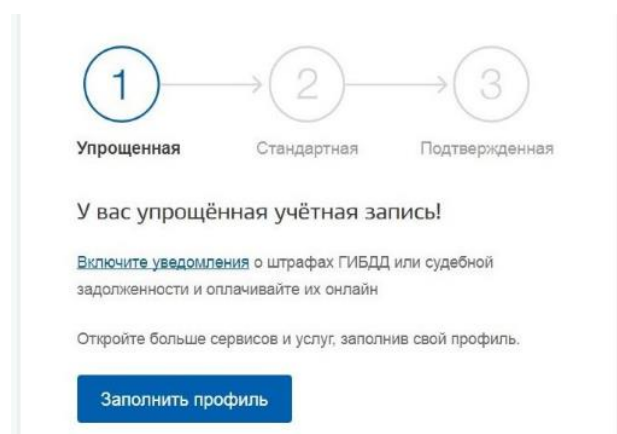 1
2
3
Упрощенная
Стандартная
Подтвержденная
У вас упрощённая учётная запись!
Включите уведомления о штрафах ГИБДД или судебной
задолженности и оплачивайте их онлайн
Откройте больше сервисов и услуг, заполнив свой профиль.
Заполнить профиль